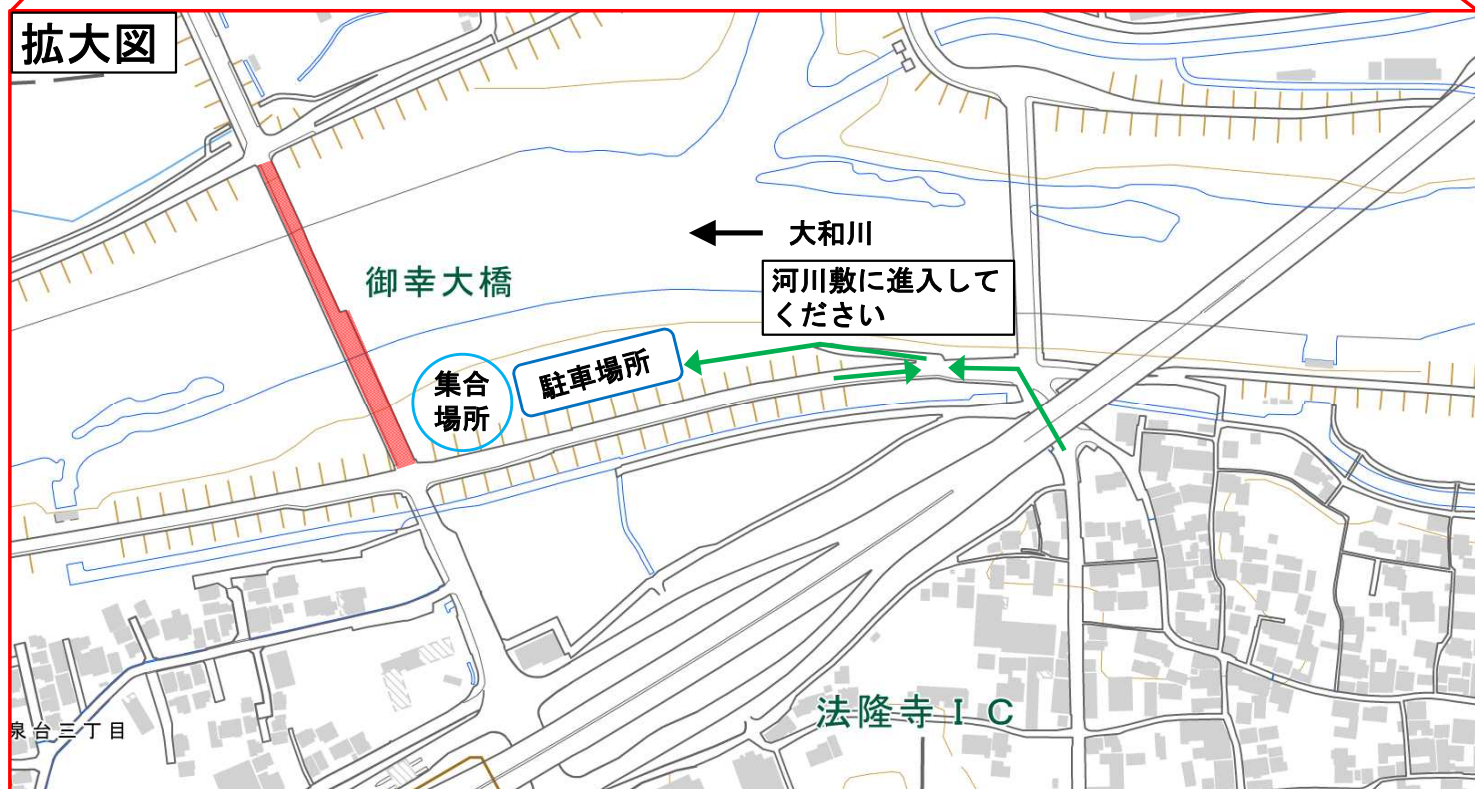 拡大図
大和川
河川敷に進入して
ください
御幸大橋
駐車場所
集合
場所
法隆寺ＩＣ
泉台三丁目